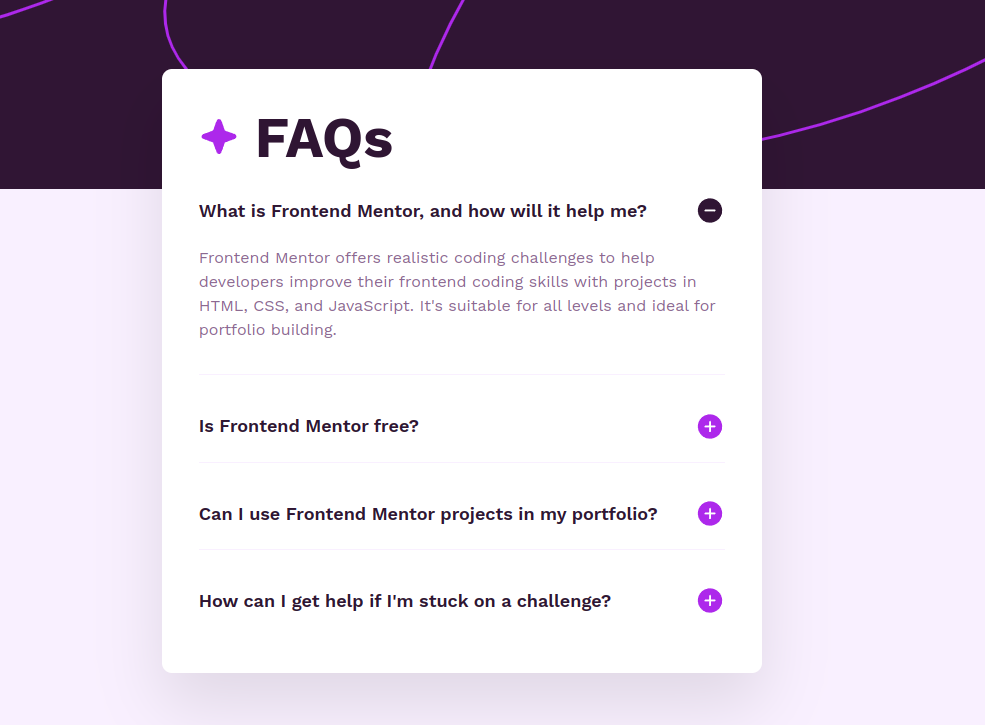 FAQs
What is Frontend Mentor, and how will it help me?
Frontend Mentor offers realistic coding challenges to help
developers improve their frontend coding skills with projects in
HTML, CSS, and JavaScript. It's suitable for all levels and ideal for
portfolio building.
Is Frontend Mentor free?
Can I use Frontend Mentor projects in my portfolio?
How can I get help if I'm stuck on a challenge?